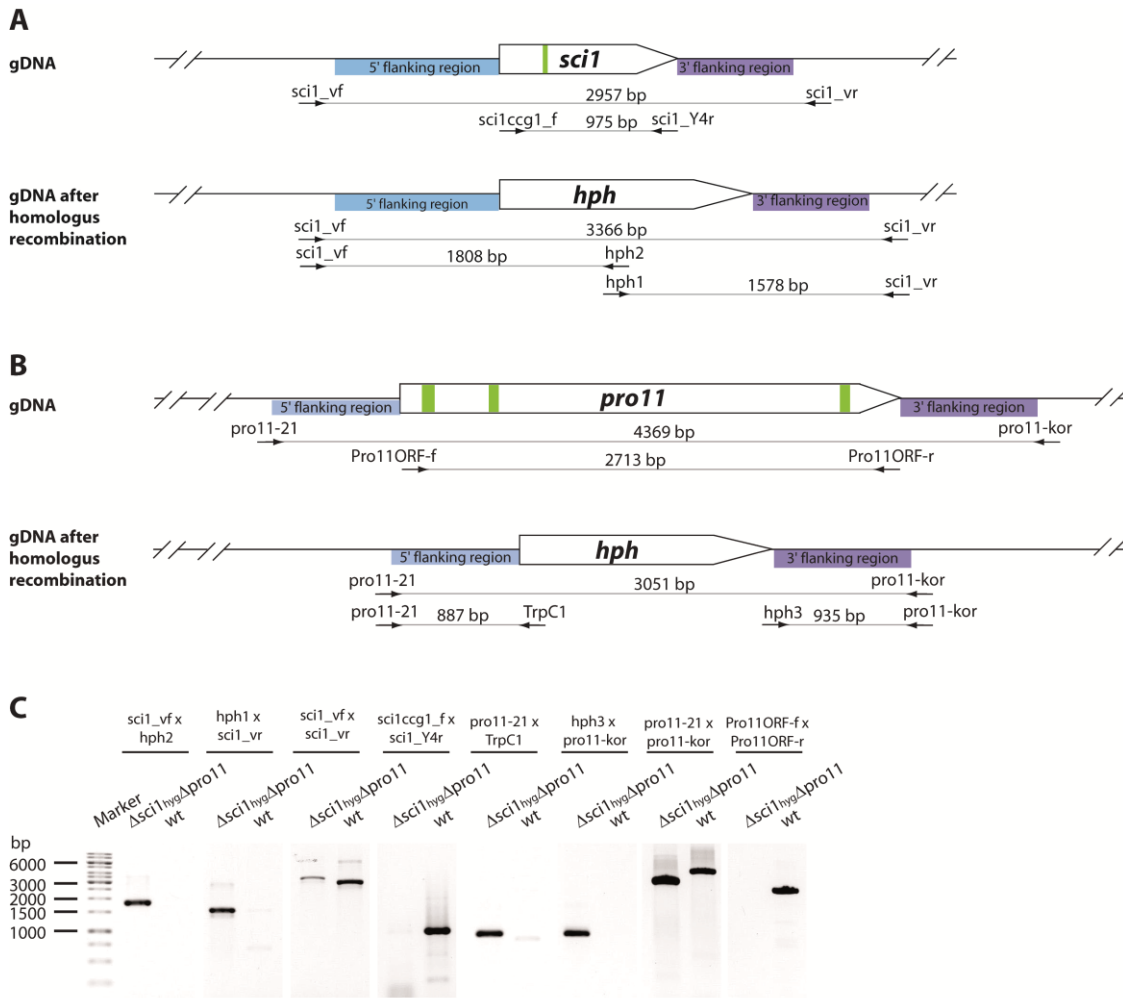 A
gDNA
sci1
5' flanking region
3' flanking region
sci1_vf
2957 bp
sci1_vr
sci1ccg1_f
975 bp
sci1_Y4r
gDNA after
homologus
recombination
hph
5' flanking region
3' flanking region
sci1_vf
3366 bp
sci1_vr
sci1_vf
1808 bp
hph2
hph1
1578 bp
sci1_vr
B
gDNA
pro11
5' flanking region
3' flanking region
pro11-21
4369 bp
pro11-kor
Pro11ORF-f
2713 bp
Pro11ORF-r
gDNA after
homologus
recombination
hph
5' flanking region
3' flanking region
pro11-21
3051 bp
pro11-kor
pro11-21
887 bp
TrpC1
hph3
935 bp
pro11-kor
C
sci1_vf x
hph2
hph1 x
sci1_vr
sci1_vf x
sci1_vr
sci1ccg1_f x
sci1_Y4r
pro11-21 x
TrpC1
hph3 x
pro11-kor
pro11-21 x
pro11-kor
Pro11ORF-f x
Pro11ORF-r
Marker
Δsci1hygΔpro11
wt
Δsci1hygΔpro11
wt
Δsci1hygΔpro11
wt
Δsci1hygΔpro11
wt
Δsci1hygΔpro11
wt
Δsci1hygΔpro11
wt
Δsci1hygΔpro11
wt
Δsci1hygΔpro11
wt
bp
6000
3000
2000
1500
1000